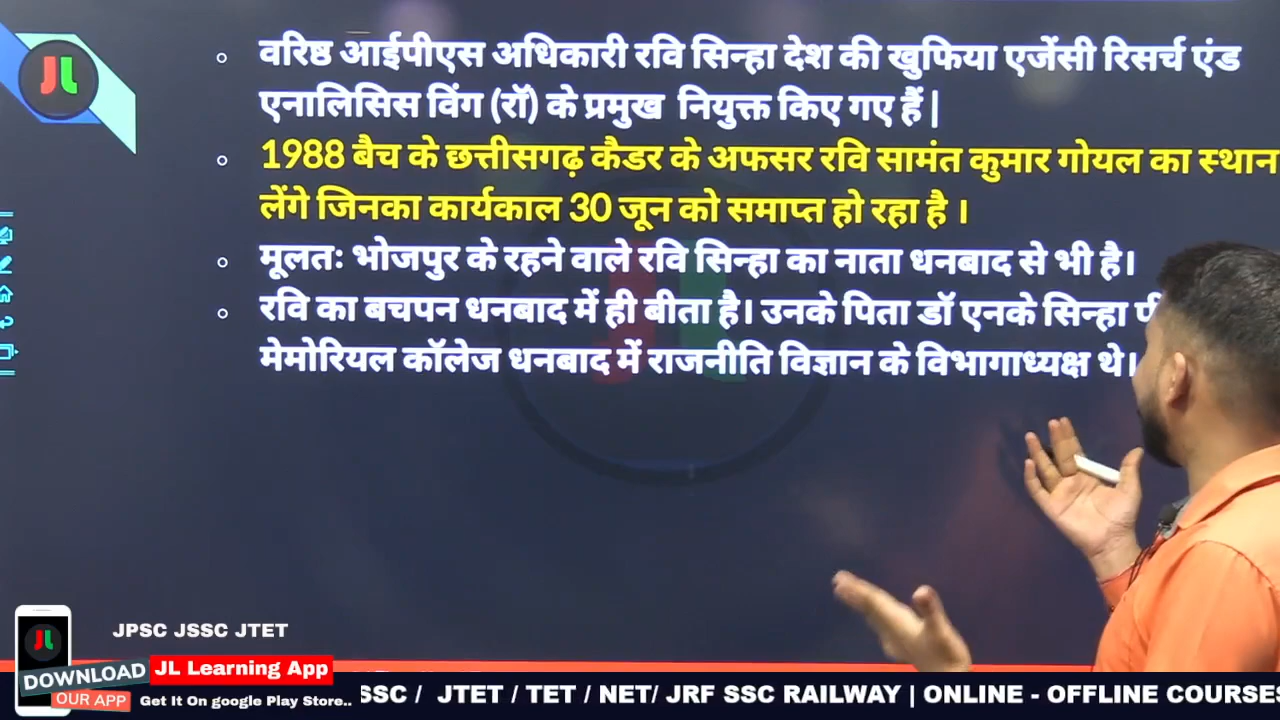 JL
वरिष्ठ आईपीएस अधिकारी रवि सिन्हा देश की खुफिया एजेंसी रिसर्च एंड
एनालिसिस विंग (रॉ) के प्रमुख नियुक्त किए गए हैं |
1988 बैच के छत्तीसगढ़ कैडर के अफसर रवि सामंत कुमार गोयल का स्थान
लेंगे जिनका कार्यकाल 30 जून को समाप्त हो रहा है ।
मूलतः भोजपुर के रहने वाले रवि सिन्हा का नाता धनबाद से भी है।
रवि का बचपन धनबाद में ही बीता है। उनके पिता डॉ एनके सिन्हा
मेमोरियल कॉलेज धनबाद में राजनीति विज्ञान के विभागाध्यक्ष थे।
JPSC JSSC JTET
JL
DOWNLOAD JL Learning App
OUR APP Get It On google Play Store..
SSC / JTET / TET / NET/ JRF SSC RAILWAY | ONLINE - OFFLINE COURSES